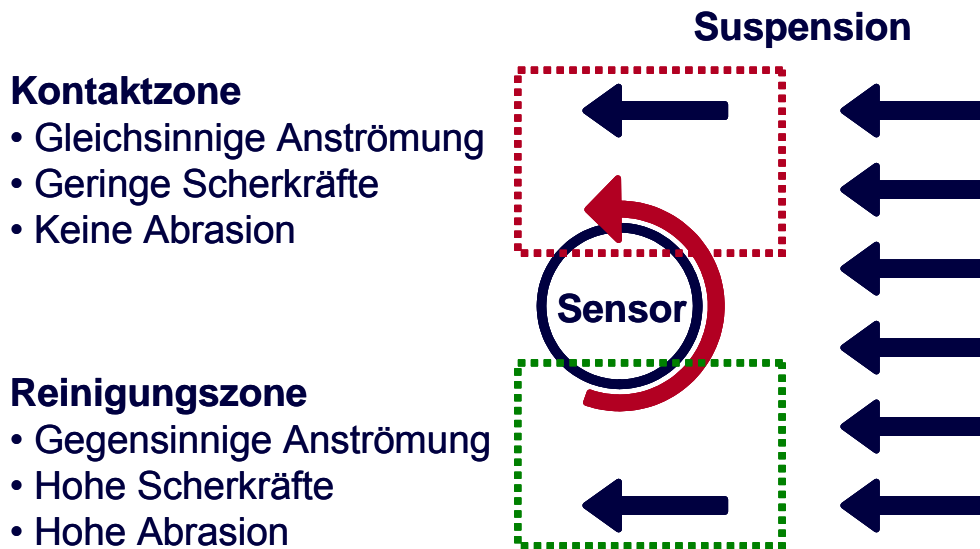 Suspension
Kontaktzone
• Gleichsinnige Anströmung
• Geringe Scherkräfte
• Keine Abrasion
Sensor
Reinigungszone
• Gegensinnige Anströmung
• Hohe Scherkräfte
• Hohe Abrasion